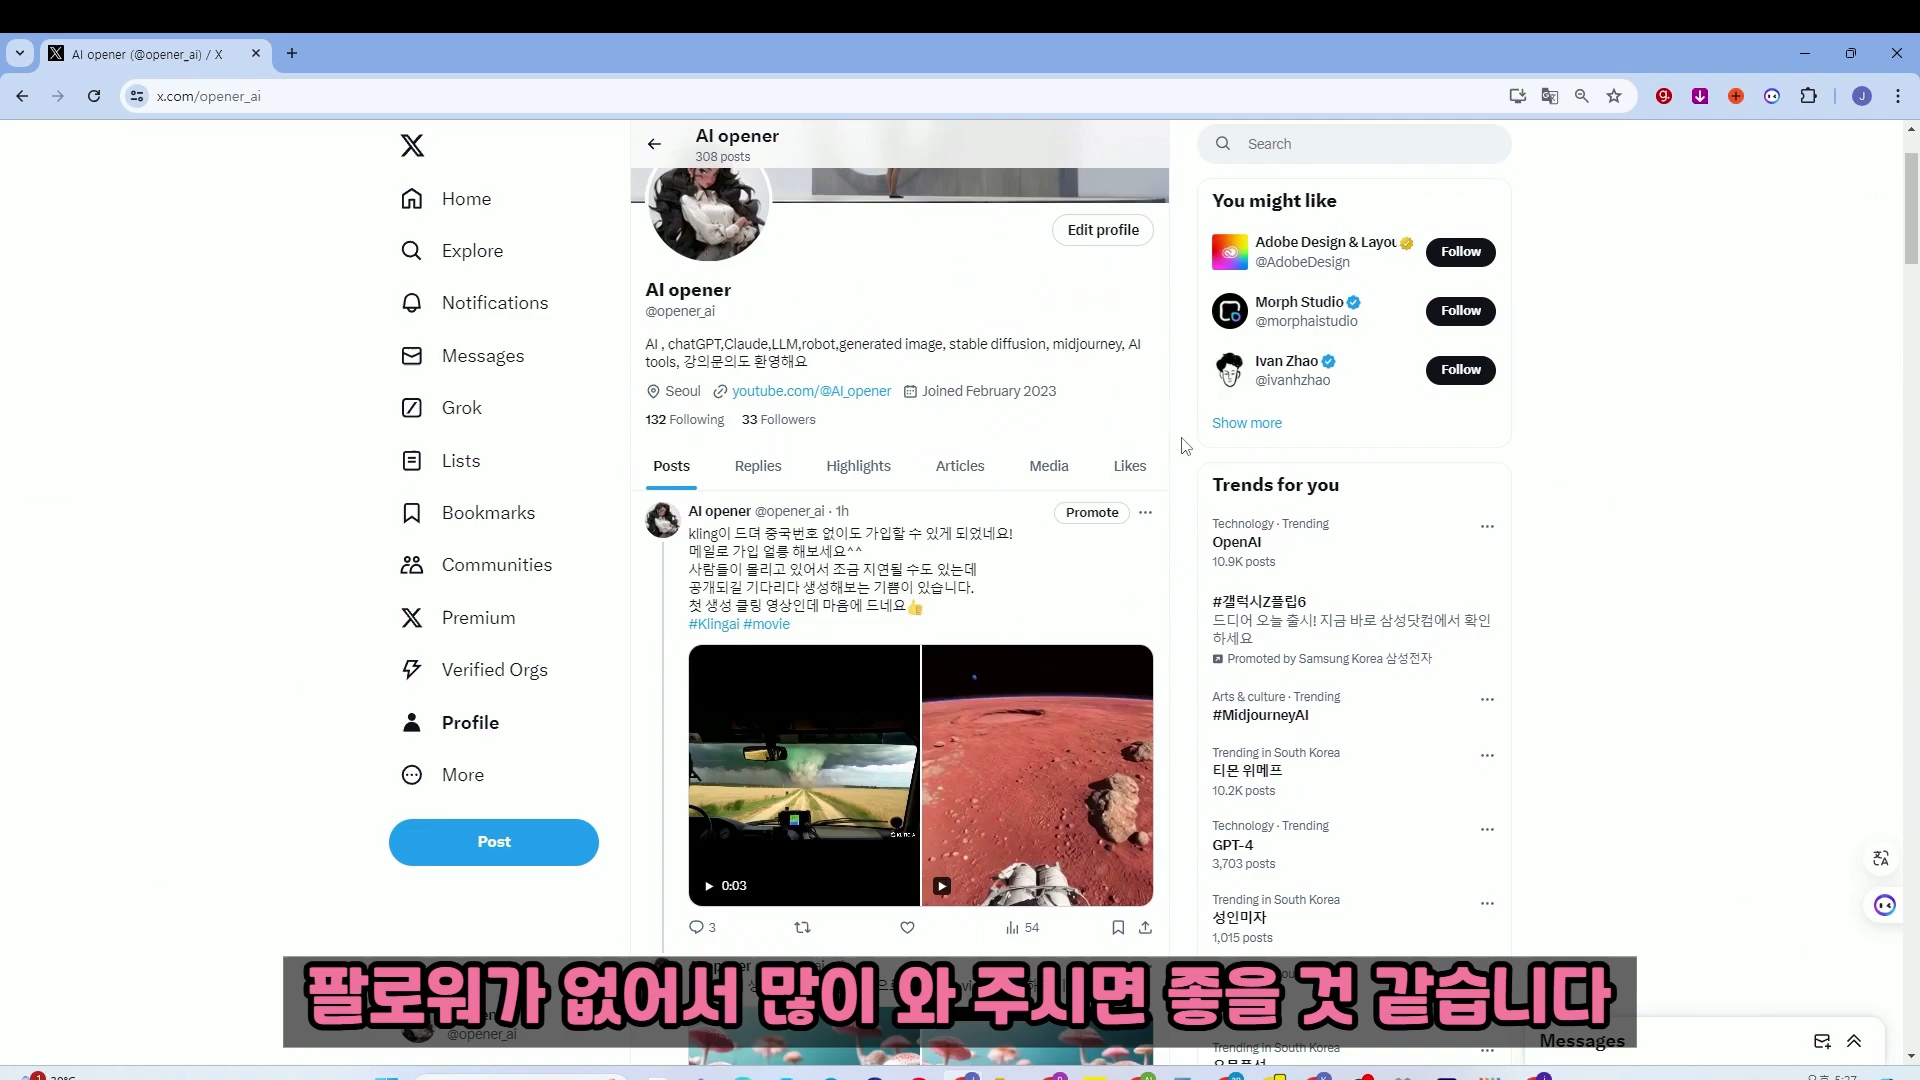 AI opener (@opener_ai) / X
x.com/opener_ai
J
Home
Explore
Notifications
Messages
Grok
Lists
Bookmarks
Communities
Premium
Verified Orgs
Profile
More
Post
@opener_ai
AI opener
308 posts
Edit profile
AI opener
@opener_ai
AI , chatGPT,Claude,LLM,robot,generated image, stable diffusion, midjourney, AI
tools, 강의문의도 환영해요
Seoul youtube.com/@AI_opener Joined February 2023
132 Following 33 Followers
Posts Replies Highlights Articles Media Likes
AI opener @opener_ai · 1h
Promote
kling이 드뎌 중국번호 없이도 가입할 수 있게 되었네요!
메일로 가입 얼릉 해보세요^^
사람들이 몰리고 있어서 조금 지연될 수도 있는데
공개되길 기다리다 생성해보는 기쁨이 있습니다.
첫 생성 클링 영상인데 마음에 드네요👍
#Klingai #movie
0:03
3 54
Search
You might like
Adobe Design & Layou
@AdobeDesign
Follow
Morph Studio
@morphaistudio
Follow
Ivan Zhao
@ivanhzhao
Follow
Show more
Trends for you
Technology · Trending
OpenAI
10.9K posts
#갤럭시Z플립6
드디어 오늘 출시! 지금 바로 삼성닷컴에서 확인
하세요
Promoted by Samsung Korea 삼성전자
Arts & culture · Trending
#MidjourneyAI
Trending in South Korea
티몬 위메프
10.2K posts
Technology · Trending
GPT-4
3,703 posts
Trending in South Korea
성인미자
1,015 posts
Trending in South Korea
Messages
팔로워가 없어서 많이 와 주시면 좋을 것 같습니다